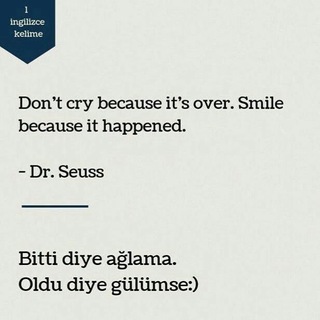 1
ingilizce
kelime
Don't cry because it's over. Smile
because it happened.
- Dr. Seuss
Bitti diye ağlama.
Oldu diye gülümse:)